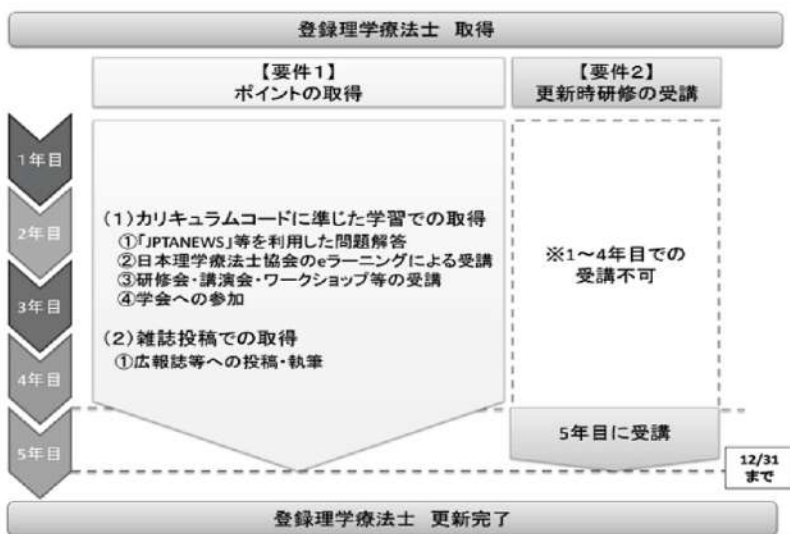 登録理学療法士 取得
【要件1】
ポイントの取得
【要件2】
更新時研修の受講
1年目
2年目
3年目
4年目
5年目
(1)カリキュラムコードに準じた学習での取得
①「JPTANEWS」等を利用した問題解答
②日本理学療法士協会のeラーニングによる受講
③研修会・講演会・ワークショップ等の受講
④学会への参加
(2)雑誌投稿での取得
①広報誌等への投稿・執筆
※1～4年目での
受講不可
5年目に受講
12/31
まで
登録理学療法士 更新完了